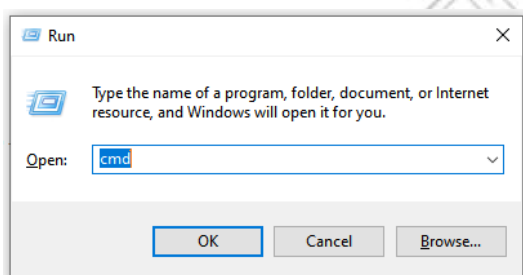 Run
Type the name of a program, folder, document, or Internet
resource, and Windows will open it for you.
Open:
cmd
OK
Cancel
Browse...